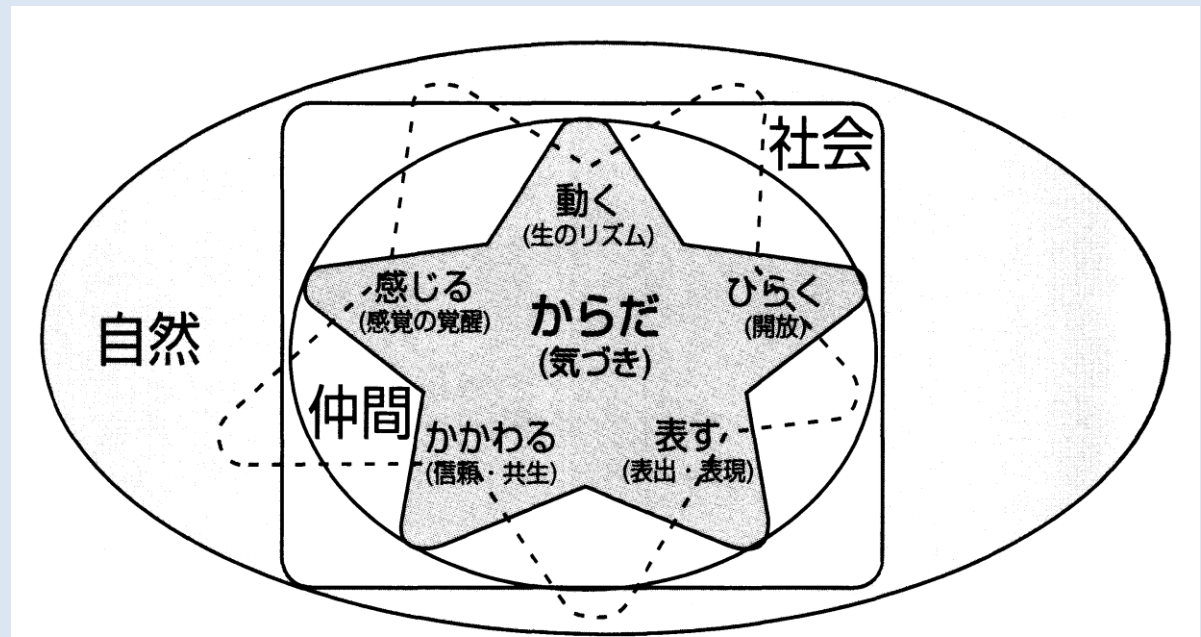 社会
動く
(生のリズム)
感じる
(感覚の覚醒)
ひらく
(開放)
からだ
(気づき)
自然
仲間
かかわる
(信頼・共生)
表す
(表出・表現)